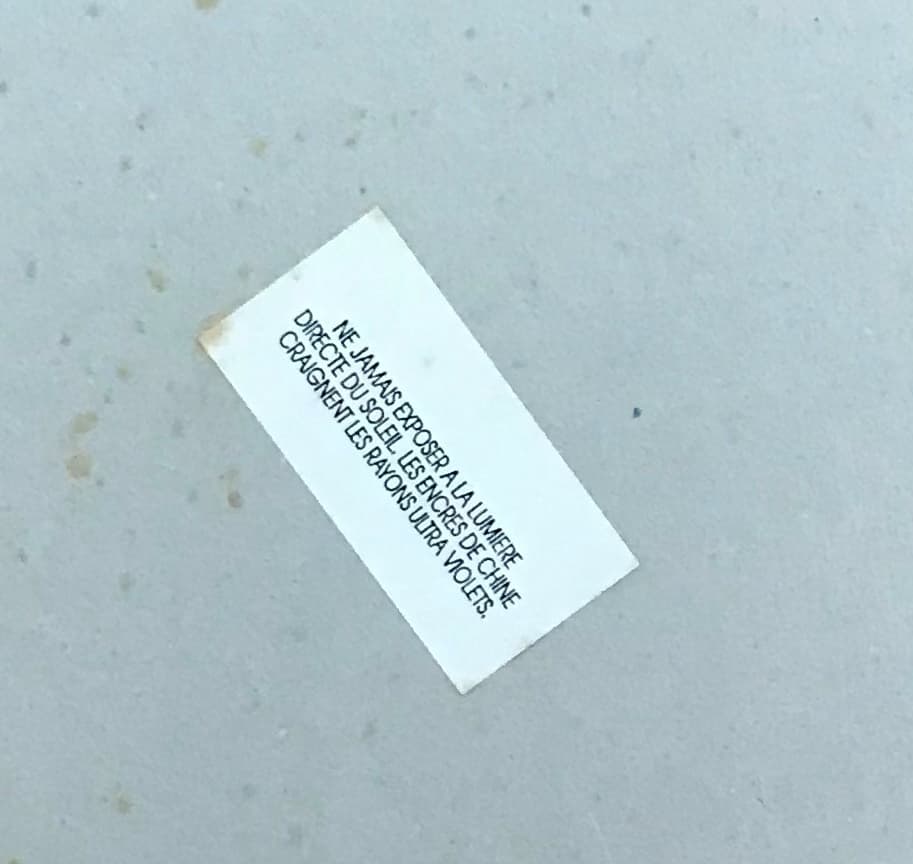 NE JAMAIS EXPOSER A LA LUMIERE
DIRECTE DU SOLEIL. LES ENCRES DE CHINE
CRAIGNENT LES RAYONS ULTRA VIOLETS.